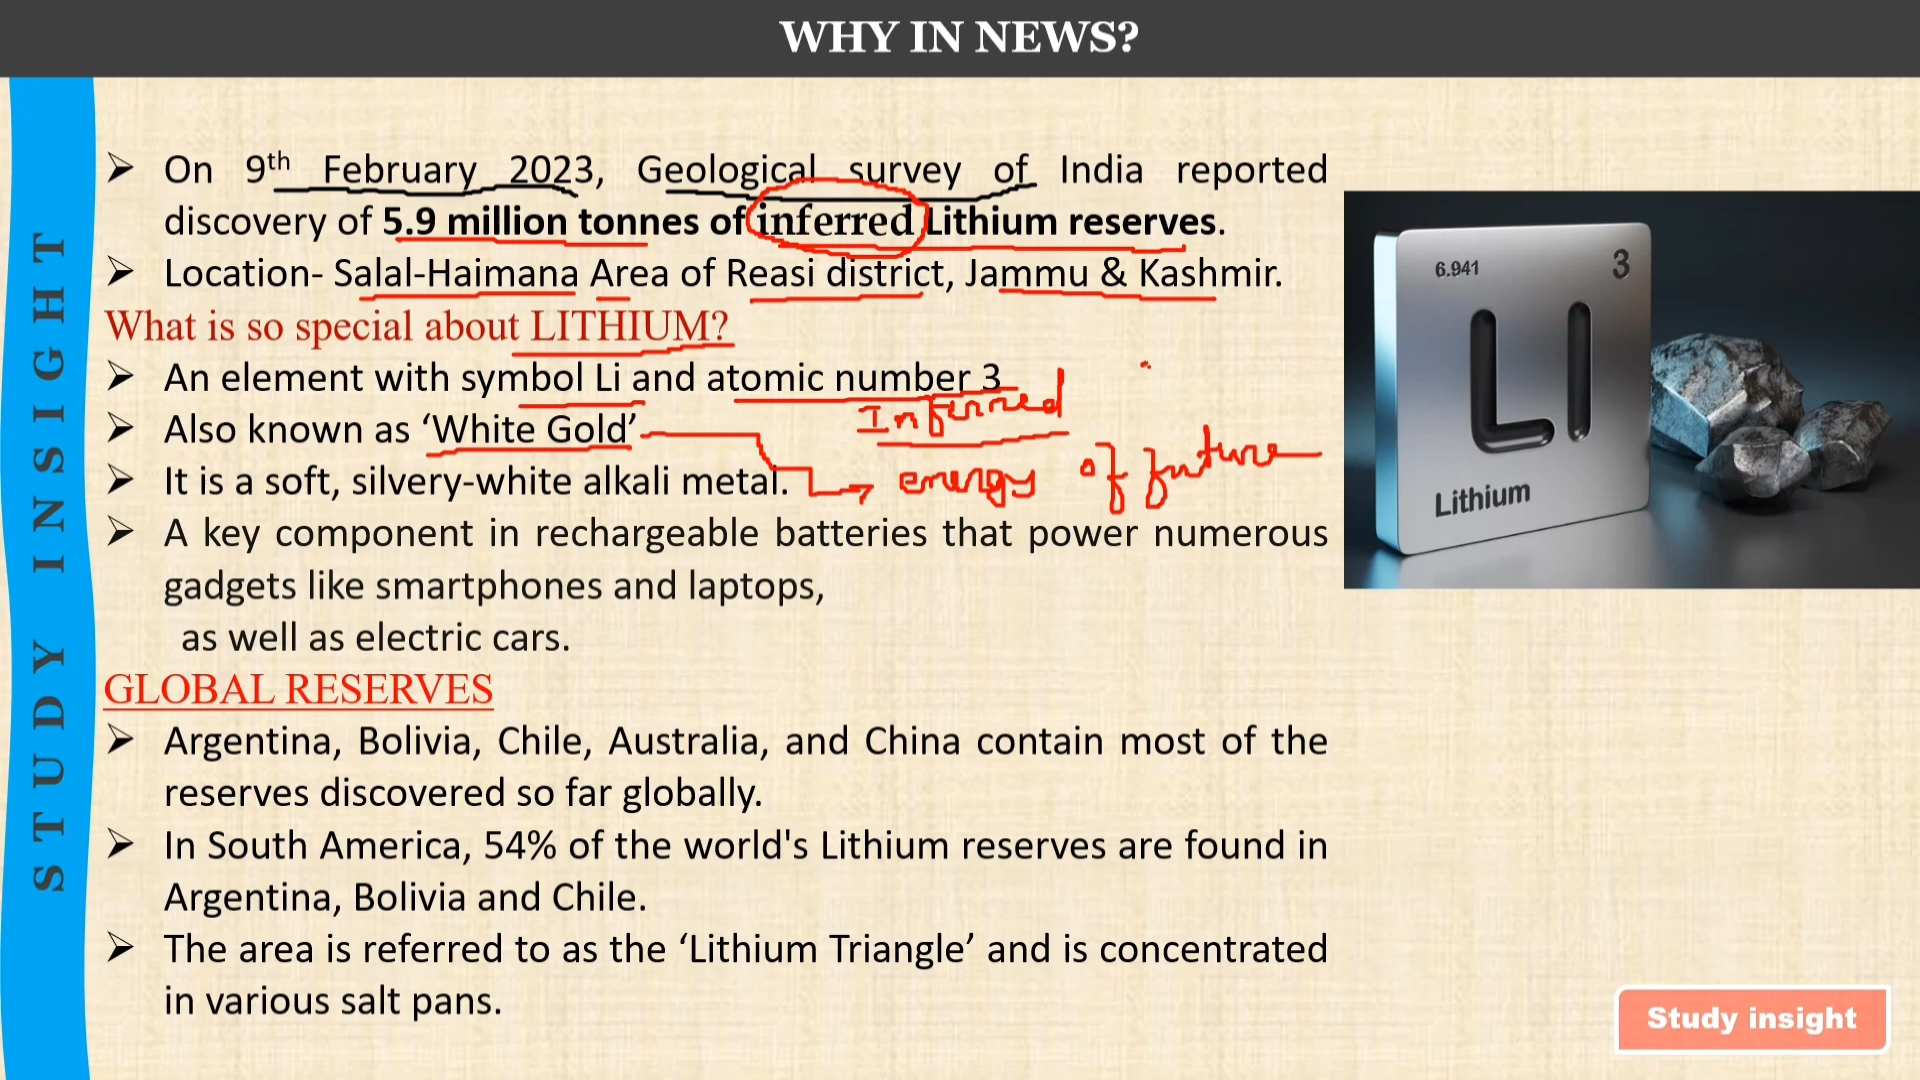 WHY IN NEWS?
STUDY INSIGHT
➢ On 9th February 2023, Geological survey of India reported
discovery of 5.9 million tonnes of inferred Lithium reserves.
➢ Location- Salal-Haimana Area of Reasi district, Jammu & Kashmir.
What is so special about LITHIUM?
➢ An element with symbol Li and atomic number 3
Inferred
➢ Also known as ‘White Gold’
➢ It is a soft, silvery-white alkali metal.
energy of future
➢ A key component in rechargeable batteries that power numerous
gadgets like smartphones and laptops,
as well as electric cars.
GLOBAL RESERVES
➢ Argentina, Bolivia, Chile, Australia, and China contain most of the
reserves discovered so far globally.
➢ In South America, 54% of the world's Lithium reserves are found in
Argentina, Bolivia and Chile.
➢ The area is referred to as the ‘Lithium Triangle’ and is concentrated
in various salt pans.
6.941 3
LI
Lithium
Study insight